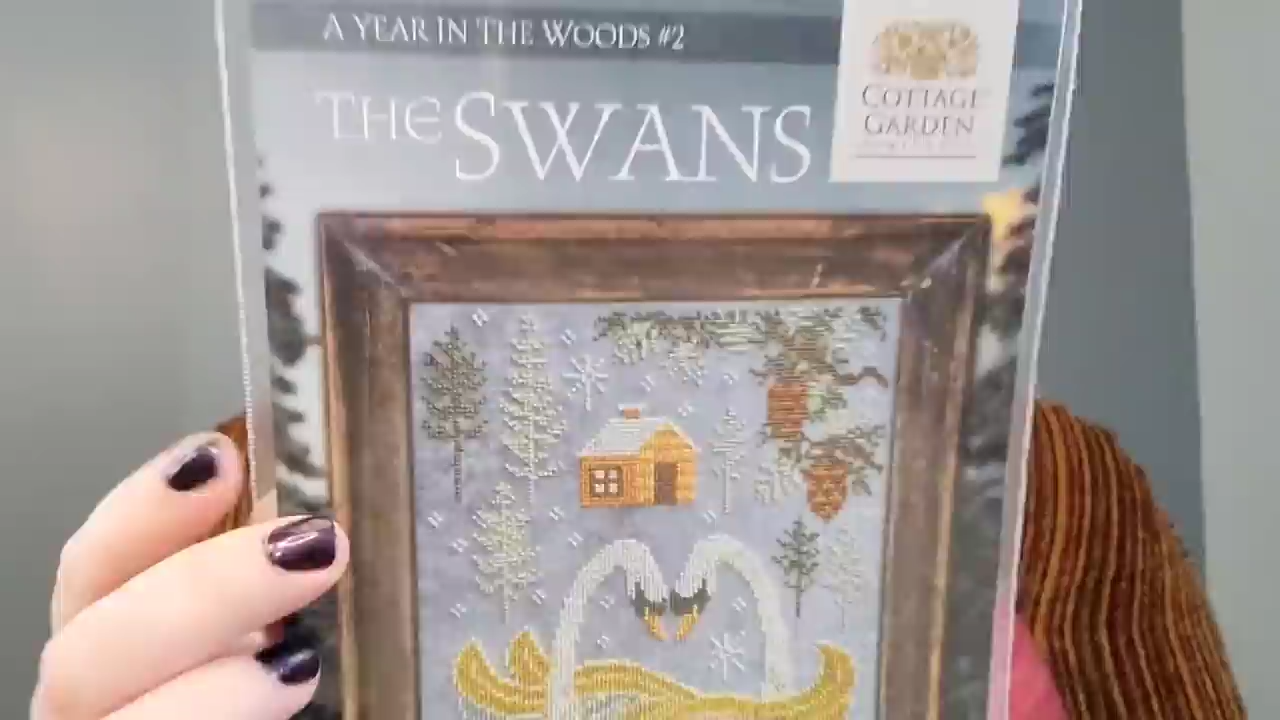 A YEAR IN THE WOODS #2
THE SWANS
COTTAGE
GARDEN